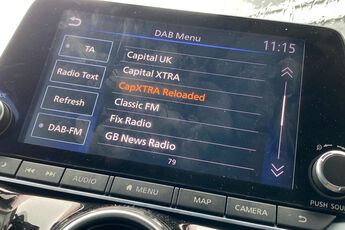 DAB Menu
11:15
TA
Radio Text
Refresh
DAB-FM
Capital UK
Capital XTRA
CapXTRA Reloaded
Classic FM
Fix Radio
GB News Radio
79
AUDIO
MENU
MAP
CAMERA
PUSH SOU